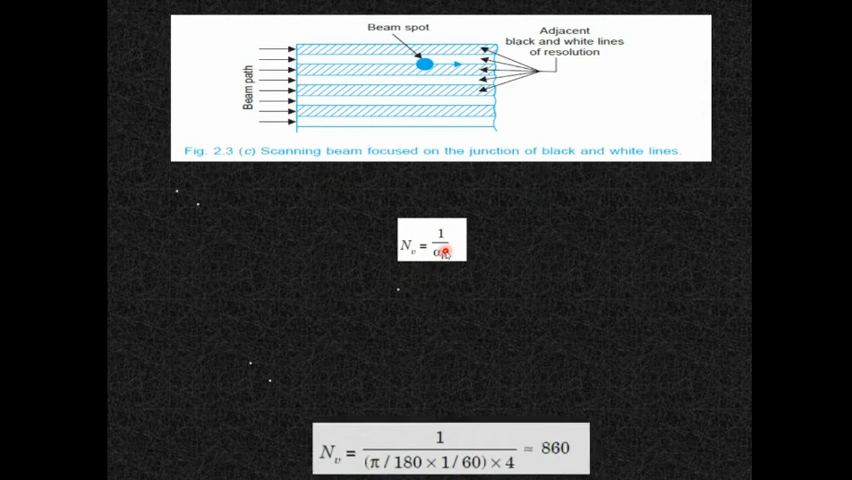 Beam spot
Adjacent
black and white lines
of resolution
Beam path
Fig. 2.3 (c) Scanning beam focused on the junction of black and white lines.
N_v = 1/α
N_v = 1/((π/180 × 1/60) × 4) ≈ 860